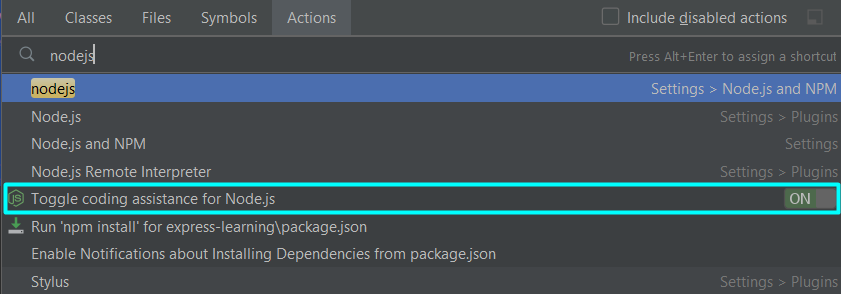 All Classes Files Symbols Actions Include disabled actions
nodejs Press Alt+Enter to assign a shortcut
nodejs Settings > Node.js and NPM
Node.js Settings > Plugins
Node.js and NPM Settings
Node.js Remote Interpreter Settings > Plugins
JS Toggle coding assistance for Node.js ON
Run 'npm install' for express-learning\package.json
Enable Notifications about Installing Dependencies from package.json
Stylus Settings > Plugins